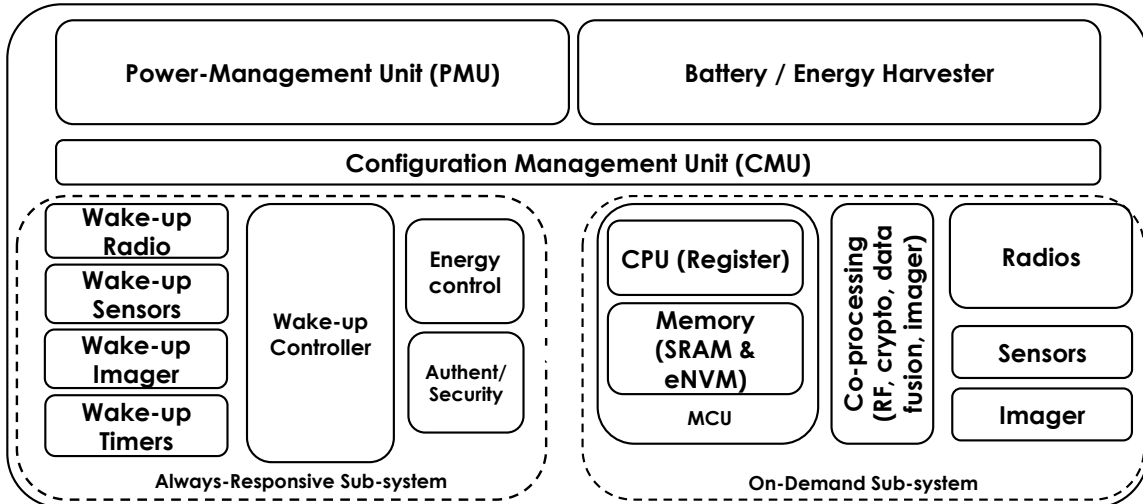 Power-Management Unit (PMU)
Battery / Energy Harvester
Configuration Management Unit (CMU)
Wake-up
Radio
Wake-up
Sensors
Wake-up
Imager
Wake-up
Timers
Wake-up
Controller
Energy
control
Authent/
Security
Always-Responsive Sub-system
CPU (Register)
Memory
(SRAM &
eNVM)
MCU
Co-processing
(RF, crypto, data
fusion, imager)
Radios
Sensors
Imager
On-Demand Sub-system